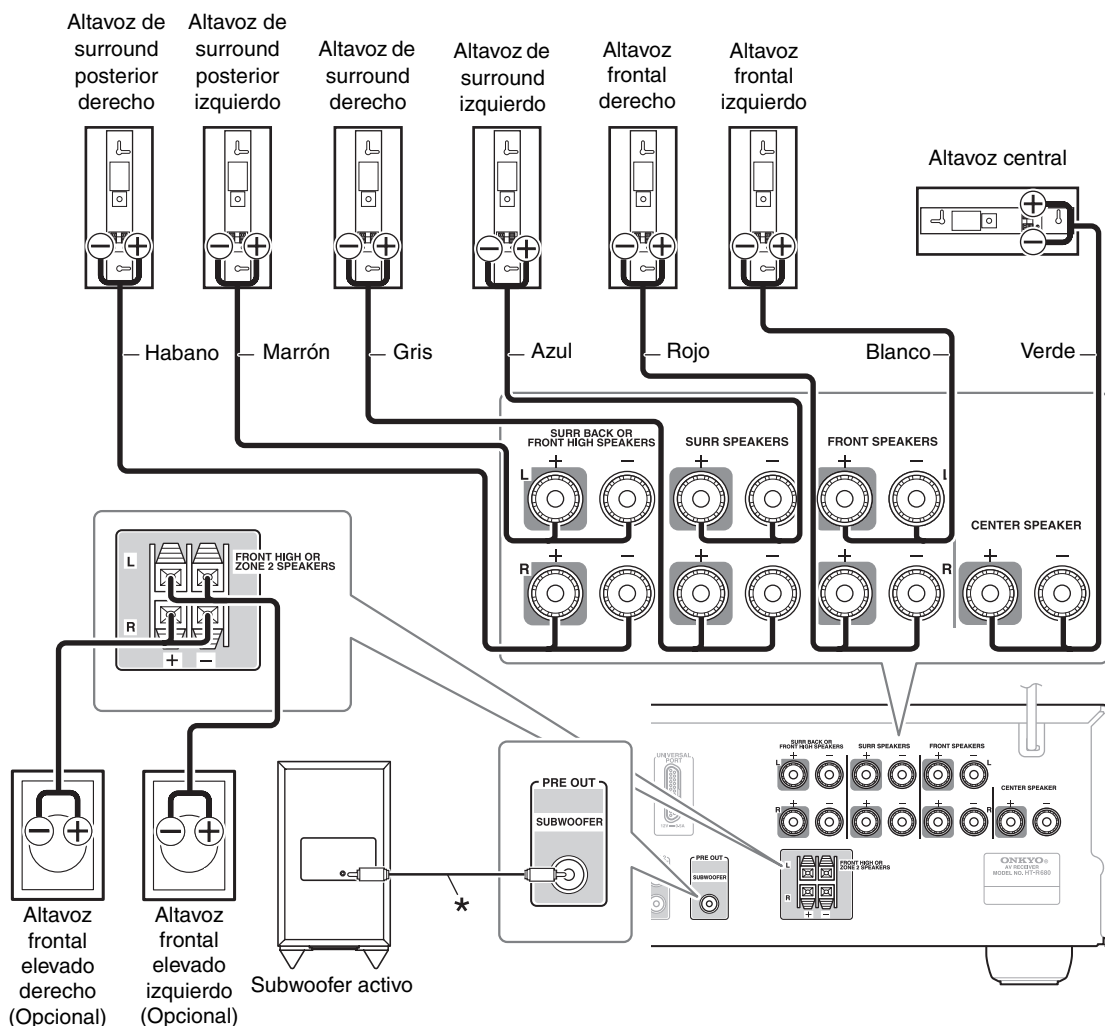 Altavoz de
surround
posterior
derecho
Altavoz de
surround
posterior
izquierdo
Altavoz de
surround
derecho
Altavoz de
surround
izquierdo
Altavoz
frontal
derecho
Altavoz
frontal
izquierdo
Altavoz central
Habano
Marrón
Gris
Azul
Rojo
Blanco
Verde
SURR BACK OR
FRONT HIGH SPEAKERS
SURR SPEAKERS
FRONT SPEAKERS
CENTER SPEAKER
L
L
R
R
FRONT HIGH OR
ZONE 2 SPEAKERS
L
R
PRE OUT
SUBWOOFER
*
UNIVERSAL
PORT
SURR BACK OR
FRONT HIGH SPEAKERS
SURR SPEAKERS
FRONT SPEAKERS
CENTER SPEAKER
L
L
R
R
PRE OUT
SUBWOOFER
L
R
FRONT HIGH OR
ZONE 2 SPEAKERS
ONKYO
AV RECEIVER
MODEL NO. HT-R680
Altavoz
frontal
elevado
derecho
(Opcional)
Altavoz
frontal
elevado
izquierdo
(Opcional)
Subwoofer activo